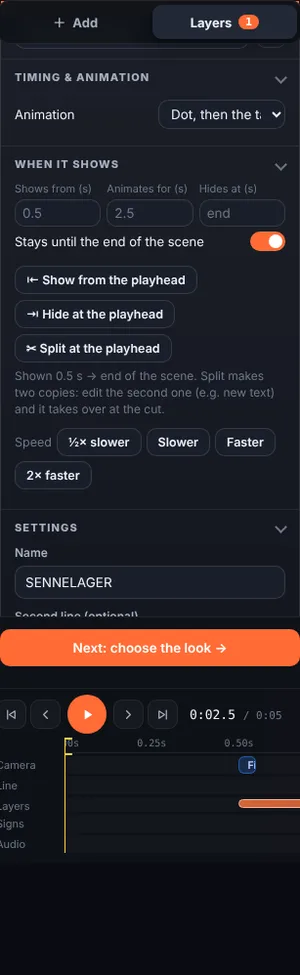 + Add
Layers 1
TIMING & ANIMATION
Animation
Dot, then the ta
WHEN IT SHOWS
Shows from (s) Animates for (s) Hides at (s)
0.5 2.5 end
Stays until the end of the scene
⇤ Show from the playhead
⇥ Hide at the playhead
✂ Split at the playhead
Shown 0.5 s → end of the scene. Split makes
two copies: edit the second one (e.g. new text)
and it takes over at the cut.
Speed ½× slower Slower Faster
2× faster
SETTINGS
Name
SENNELAGER
Second line (optional)
Next: choose the look →
0:02.5 / 0:05
0s 0.25s 0.50s
Camera Fi
Line
Layers
Signs
Audio